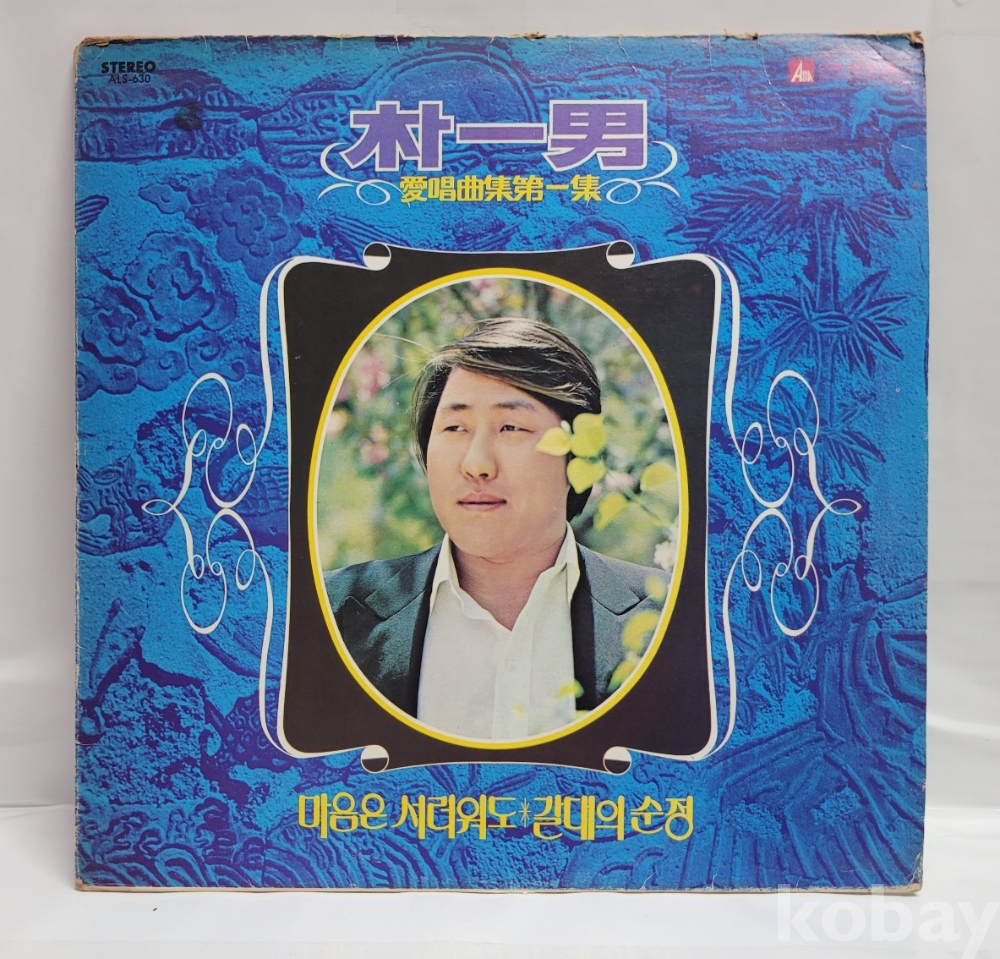 STEREO
ALS-630
朴一男
愛唱曲集第一集
마음은 서러워도 * 갈대의 순정
kobay